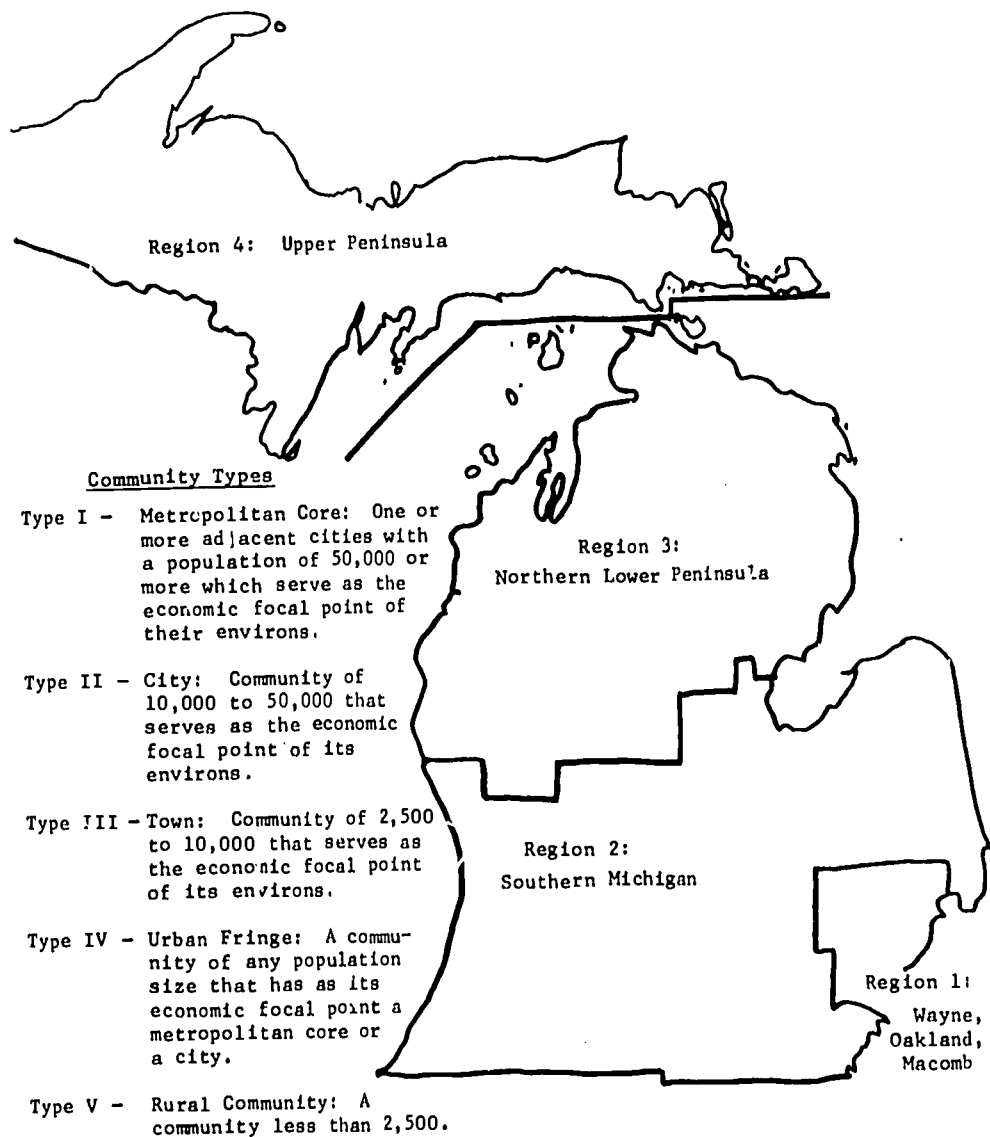 Region 4: Upper Peninsula
Community Types
Type I - Metropolitan Core: One or
more adjacent cities with
a population of 50,000 or
more which serve as the
economic focal point of
their environs.
Type II - City: Community of
10,000 to 50,000 that
serves as the economic
focal point of its
environs.
Type III - Town: Community of 2,500
to 10,000 that serves as
the economic focal point
of its environs.
Type IV - Urban Fringe: A commu-
nity of any population
size that has as its
economic focal point a
metropolitan core or
a city.
Type V - Rural Community: A
community less than 2,500.
Region 3:
Northern Lower Peninsula
Region 2:
Southern Michigan
Region 1:
Wayne,
Oakland,
Macomb